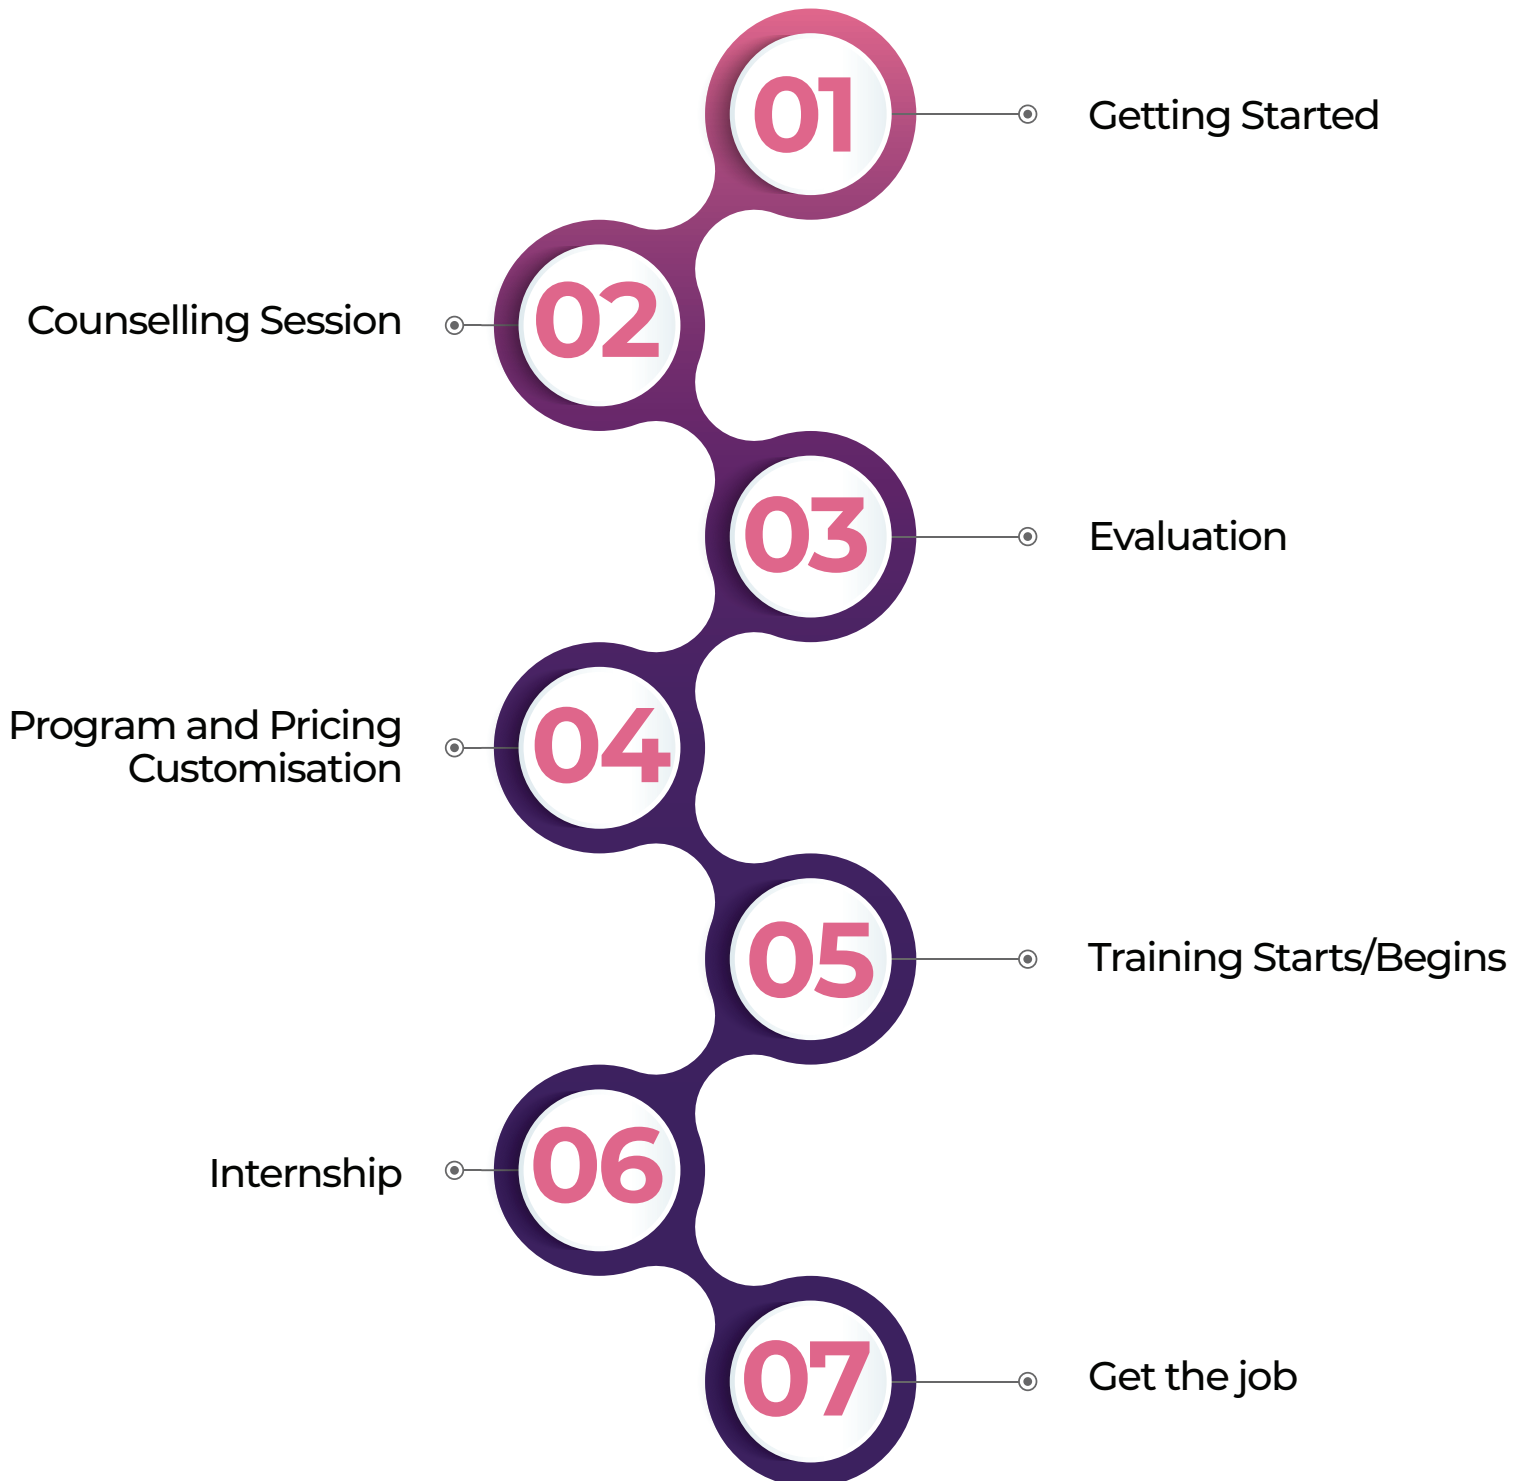 01
Getting Started
Counselling Session
02
03
Evaluation
Program and Pricing
Customisation
04
05
Training Starts/Begins
Internship
06
07
Get the job